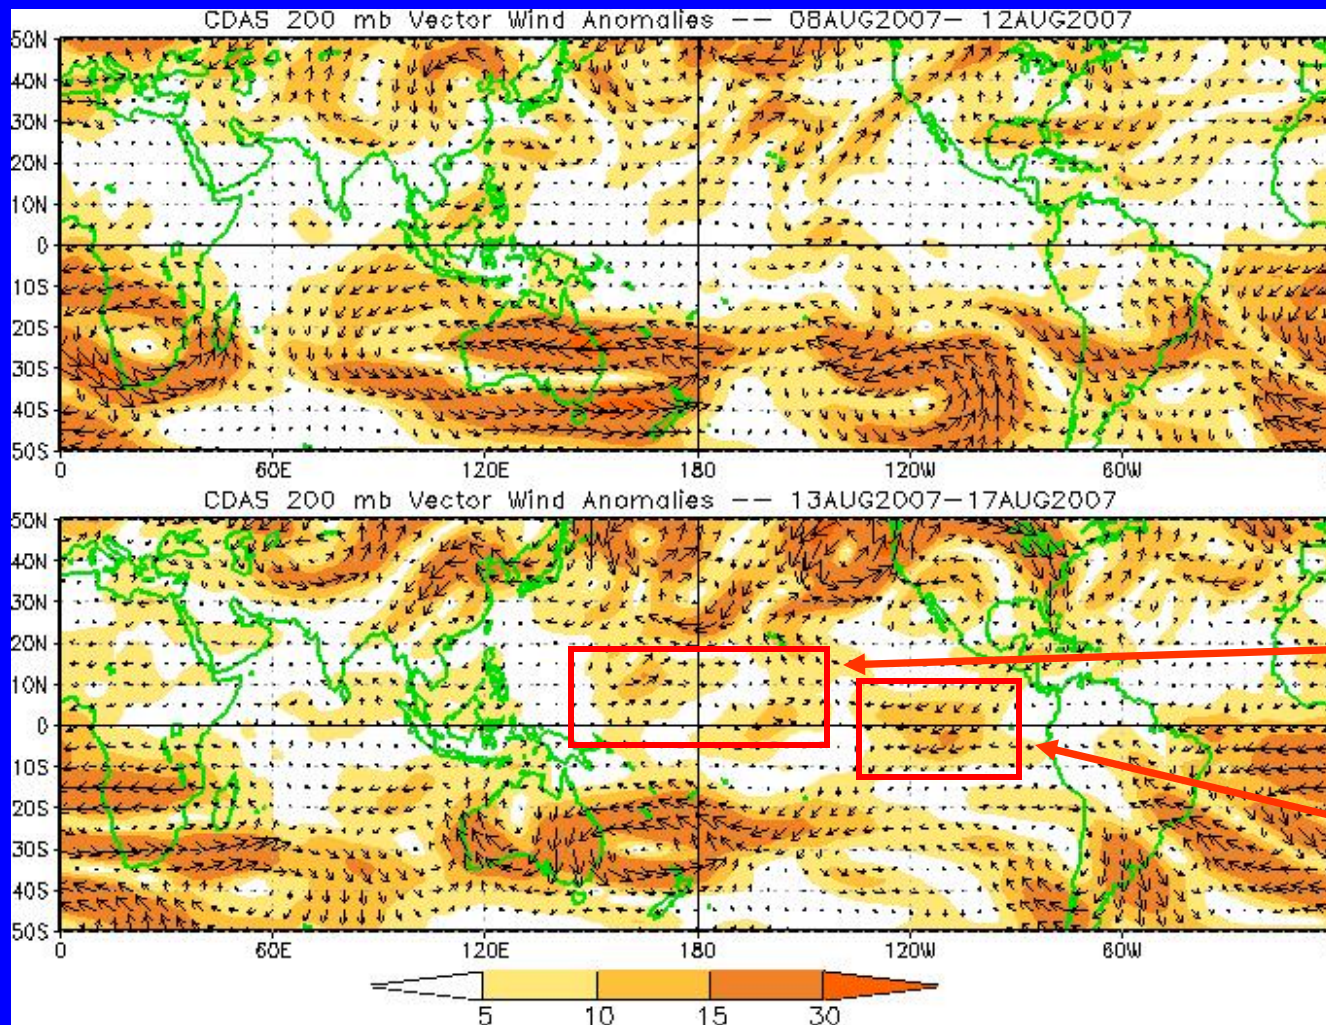 CDAS 200 mb Vector Wind Anomalies -- 08AUG2007- 12AUG2007
50N
40N
30N
20N
10N
0
10S
20S
30S
40S
50S
0 60E 120E 180 120W 60W
CDAS 200 mb Vector Wind Anomalies -- 13AUG2007-17AUG2007
50N
40N
30N
20N
10N
0
10S
20S
30S
40S
50S
0 60E 120E 180 120W 60W
5 10 15 30